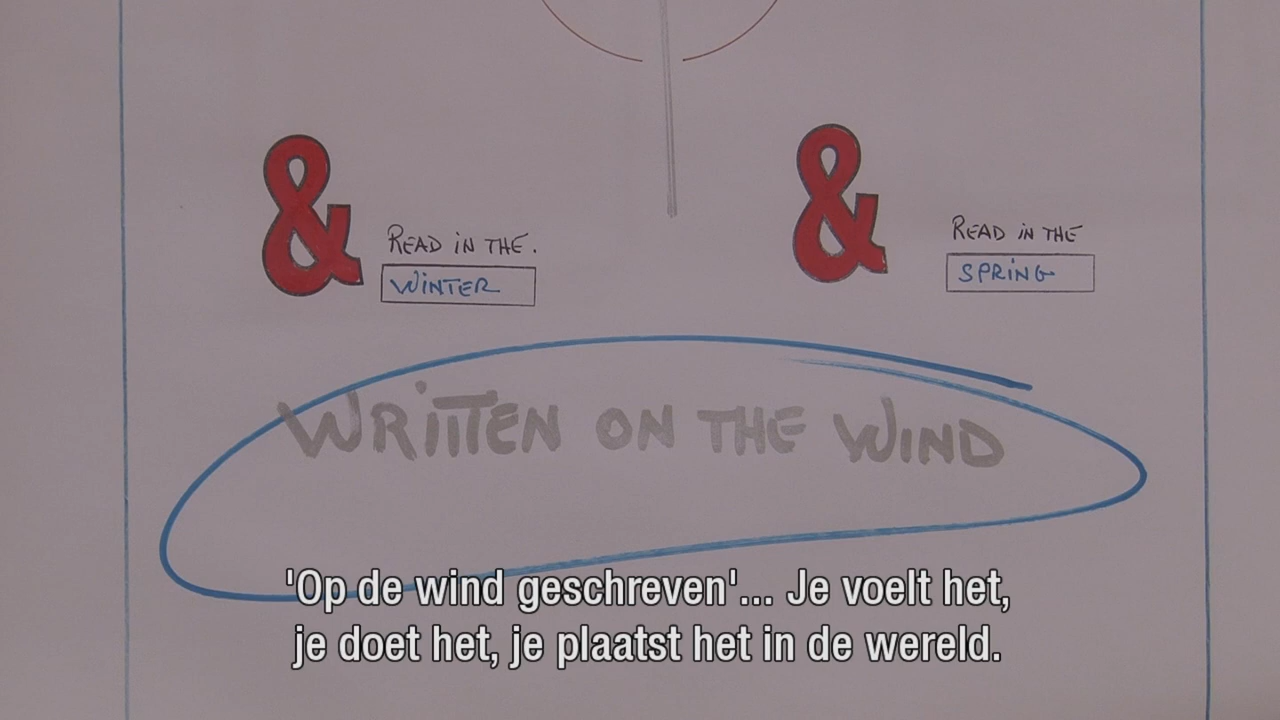 & READ IN THE.
WINTER
& READ IN THE
SPRING
WRITTEN ON THE WIND
'Op de wind geschreven'... Je voelt het,
je doet het, je plaatst het in de wereld.